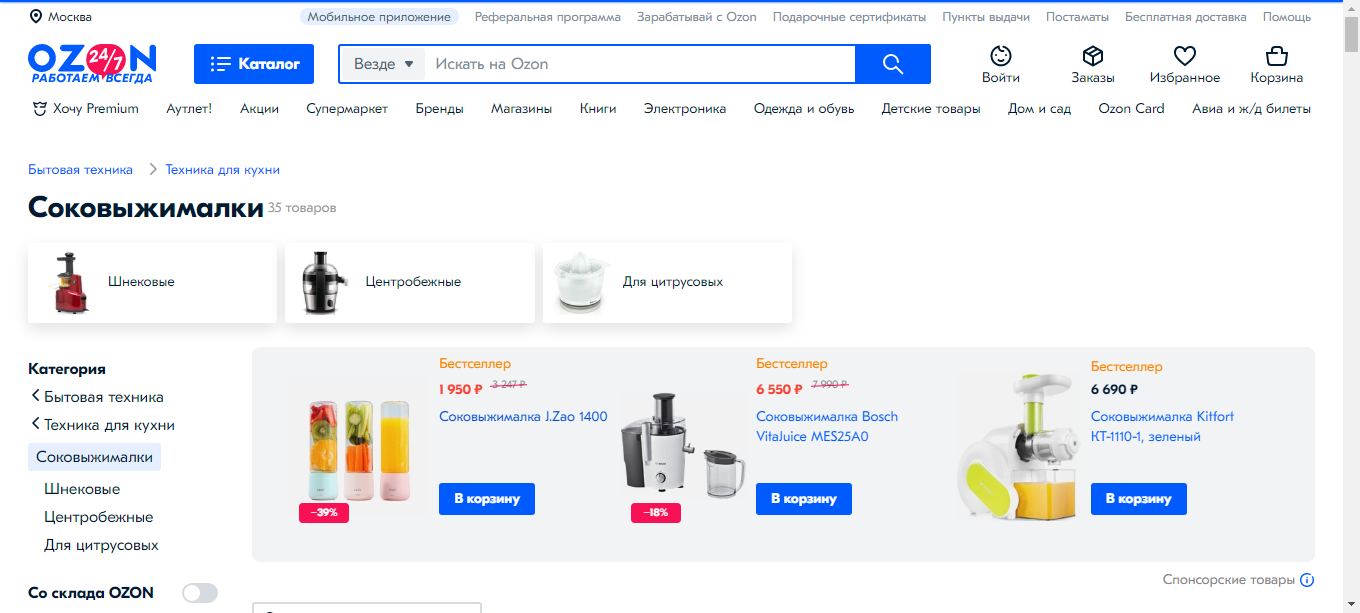 Москва
Мобильное приложение Реферальная программа Зарабатывай с Ozon Подарочные сертификаты Пункты выдачи Постаматы Бесплатная доставка Помощь
OZON 24/7
РАБОТАЕМ ВСЕГДА
Каталог
Везде Искать на Ozon
Войти Заказы Избранное Корзина
Хочу Premium Аутлет! Акции Супермаркет Бренды Магазины Книги Электроника Одежда и обувь Детские товары Дом и сад Ozon Card Авиа и ж/д билеты
Бытовая техника Техника для кухни
Соковыжималки 35 товаров
Шнековые Центробежные Для цитрусовых
Категория
Бытовая техника
Техника для кухни
Соковыжималки
Шнековые
Центробежные
Для цитрусовых
Со склада OZON
Бестселлер
1 950 ₽ 3 247 ₽
Соковыжималка J.Zao 1400
В корзину
−39%
Бестселлер
6 550 ₽ 7 990 ₽
Соковыжималка Bosch
VitaJuice MES25A0
В корзину
−18%
Бестселлер
6 690 ₽
Соковыжималка Kitfort
КТ-1110-1, зеленый
В корзину
Спонсорские товары